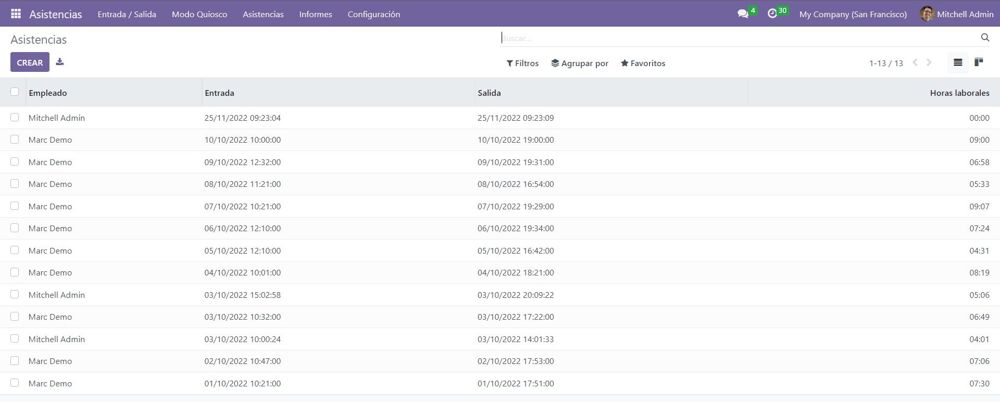 Asistencias Entrada / Salida Modo Quiosco Asistencias Informes Configuración 4 30 My Company (San Francisco) Mitchell Admin
Asistencias Buscar...
CREAR Filtros Agrupar por Favoritos 1-13 / 13
Empleado Entrada Salida Horas laborales
Mitchell Admin 25/11/2022 09:23:04 25/11/2022 09:23:09 00:00
Marc Demo 10/10/2022 10:00:00 10/10/2022 19:00:00 09:00
Marc Demo 09/10/2022 12:32:00 09/10/2022 19:31:00 06:58
Marc Demo 08/10/2022 11:21:00 08/10/2022 16:54:00 05:33
Marc Demo 07/10/2022 10:21:00 07/10/2022 19:29:00 09:07
Marc Demo 06/10/2022 12:10:00 06/10/2022 19:34:00 07:24
Marc Demo 05/10/2022 12:10:00 05/10/2022 16:42:00 04:31
Marc Demo 04/10/2022 10:01:00 04/10/2022 18:21:00 08:19
Mitchell Admin 03/10/2022 15:02:58 03/10/2022 20:09:22 05:06
Marc Demo 03/10/2022 10:32:00 03/10/2022 17:22:00 06:49
Mitchell Admin 03/10/2022 10:00:24 03/10/2022 14:01:33 04:01
Marc Demo 02/10/2022 10:47:00 02/10/2022 17:53:00 07:06
Marc Demo 01/10/2022 10:21:00 01/10/2022 17:51:00 07:30